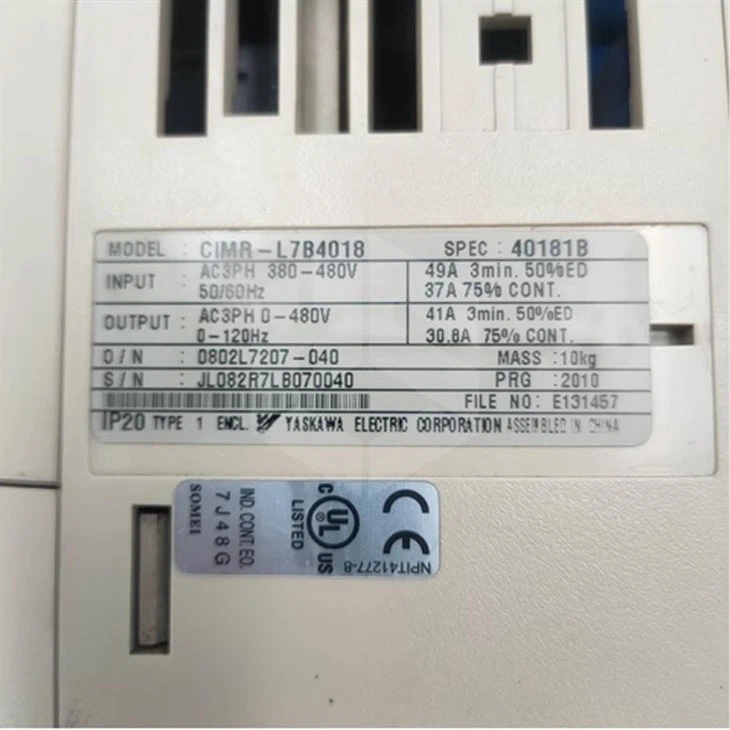 MODEL : CIMR-L7B4018 SPEC : 40181B
INPUT : AC3PH 380-480V 49A 3min. 50%ED
50/60Hz 37A 75% CONT.
OUTPUT : AC3PH 0-480V 41A 3min. 50%ED
0-120Hz 30.8A 75% CONT.
O/N : 0802L7207-040 MASS :10kg
S/N : JL082R7LB070040 PRG :2010
FILE NO: E131457
IP20 TYPE 1 ENCL. YASKAWA ELECTRIC CORPORATION ASSEMBLED IN CHINA
CE
NPIT41277-8
C UL US
LISTED
IND.CONT.EQ.
7J48G
SOMEI